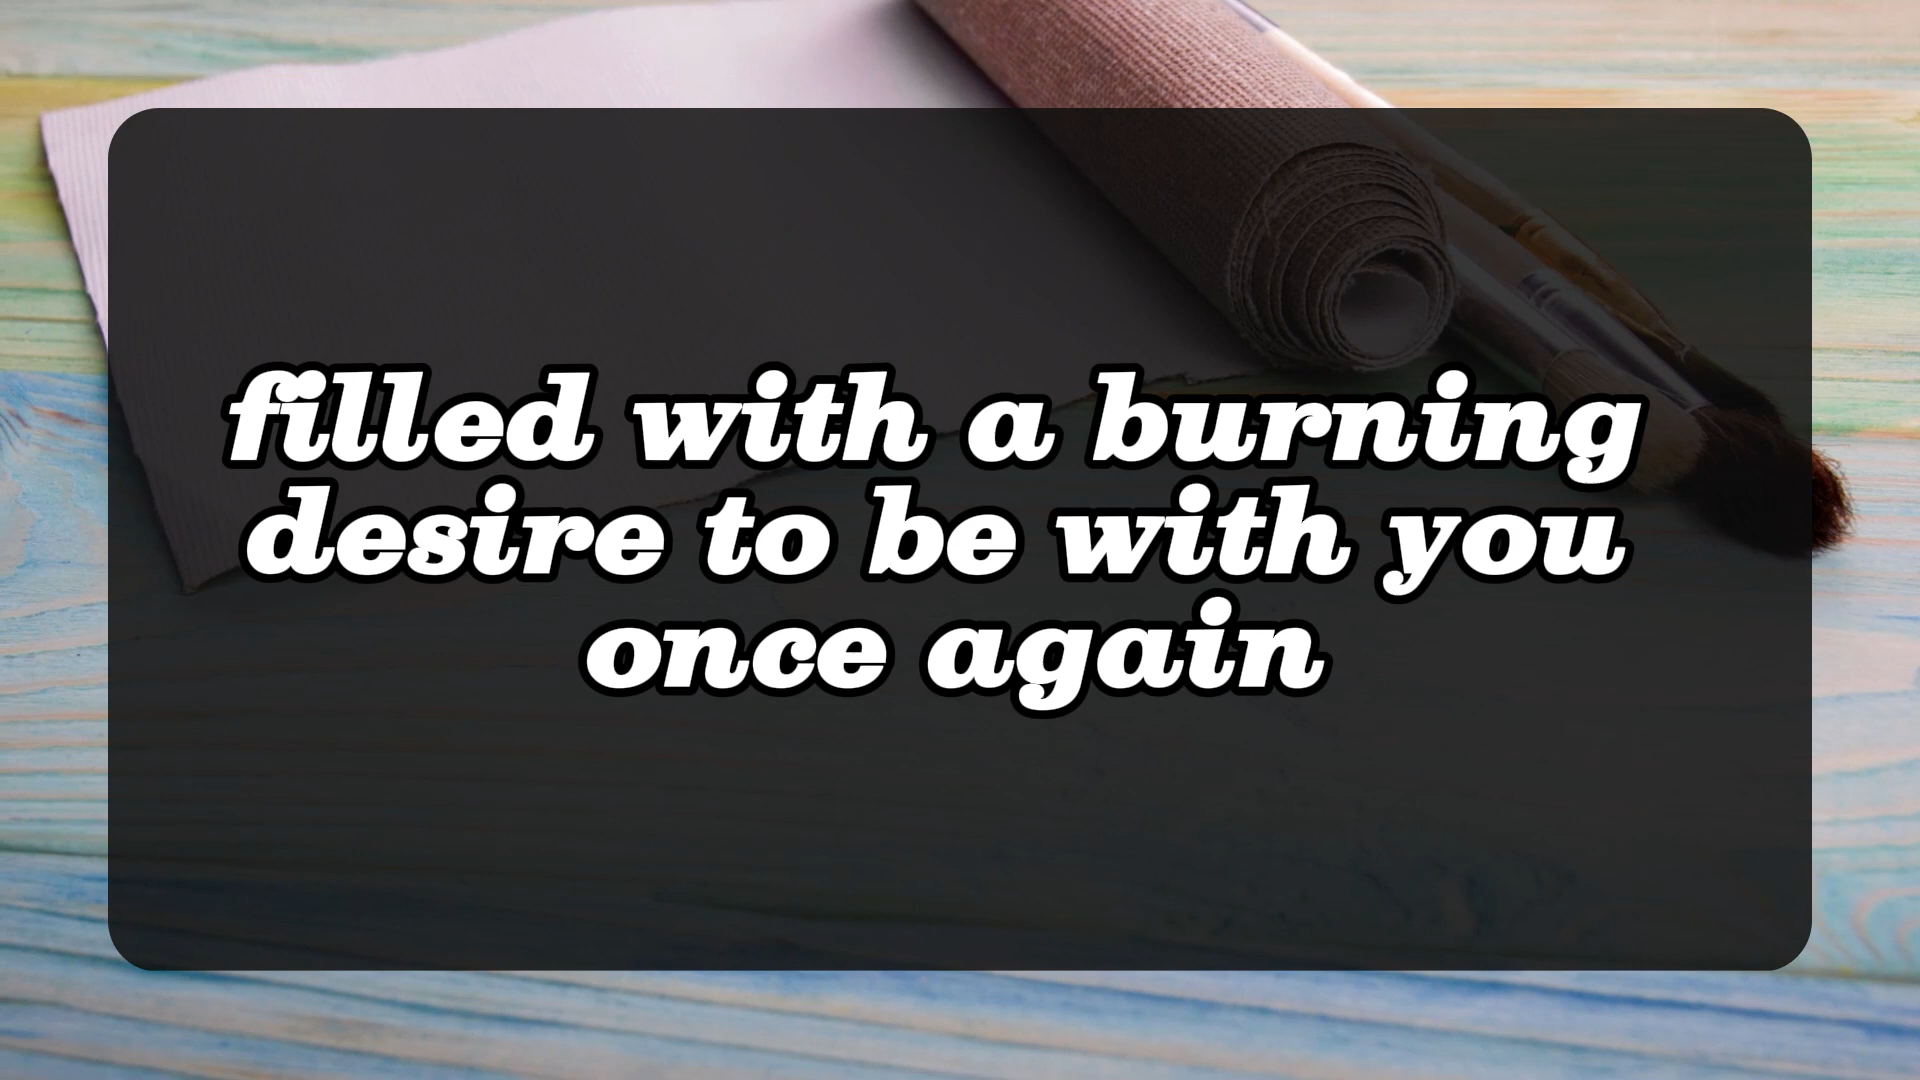 filled with a burning
desire to be with you
once again